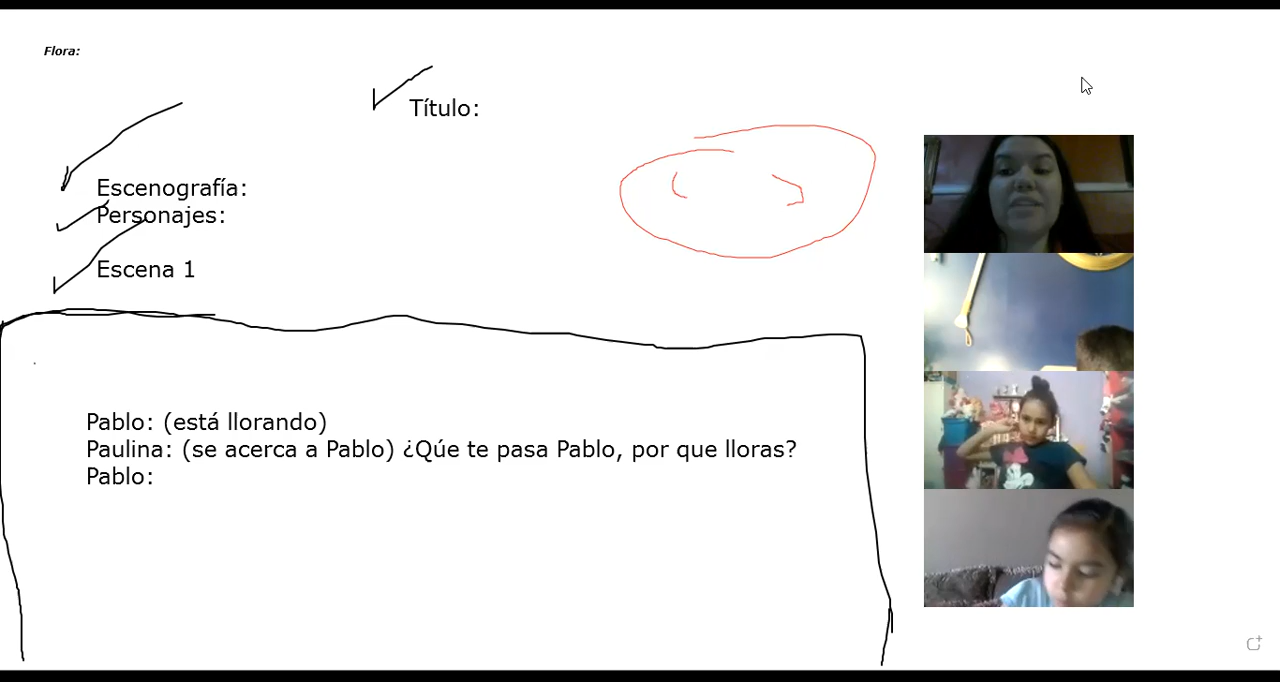 Flora:
Título:
Escenografía:
Personajes:
Escena 1
Pablo: (está llorando)
Paulina: (se acerca a Pablo) ¿Qúe te pasa Pablo, por que lloras?
Pablo: